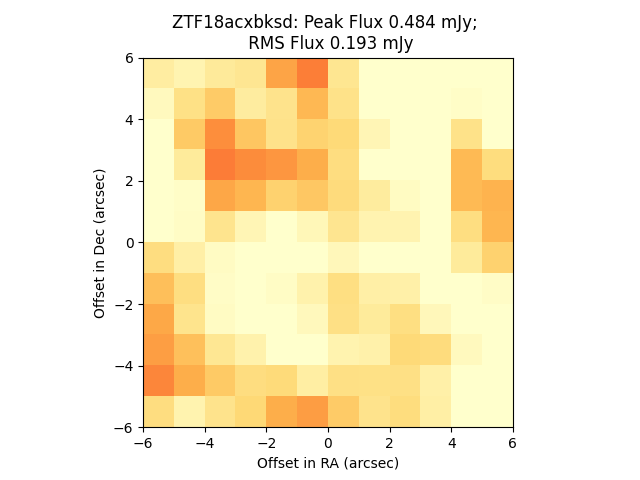 ZTF18acxbksd: Peak Flux 0.484 mJy;
RMS Flux 0.193 mJy
6
4
2
0
−2
−4
−6
Offset in Dec (arcsec)
−6 −4 −2 0 2 4 6
Offset in RA (arcsec)